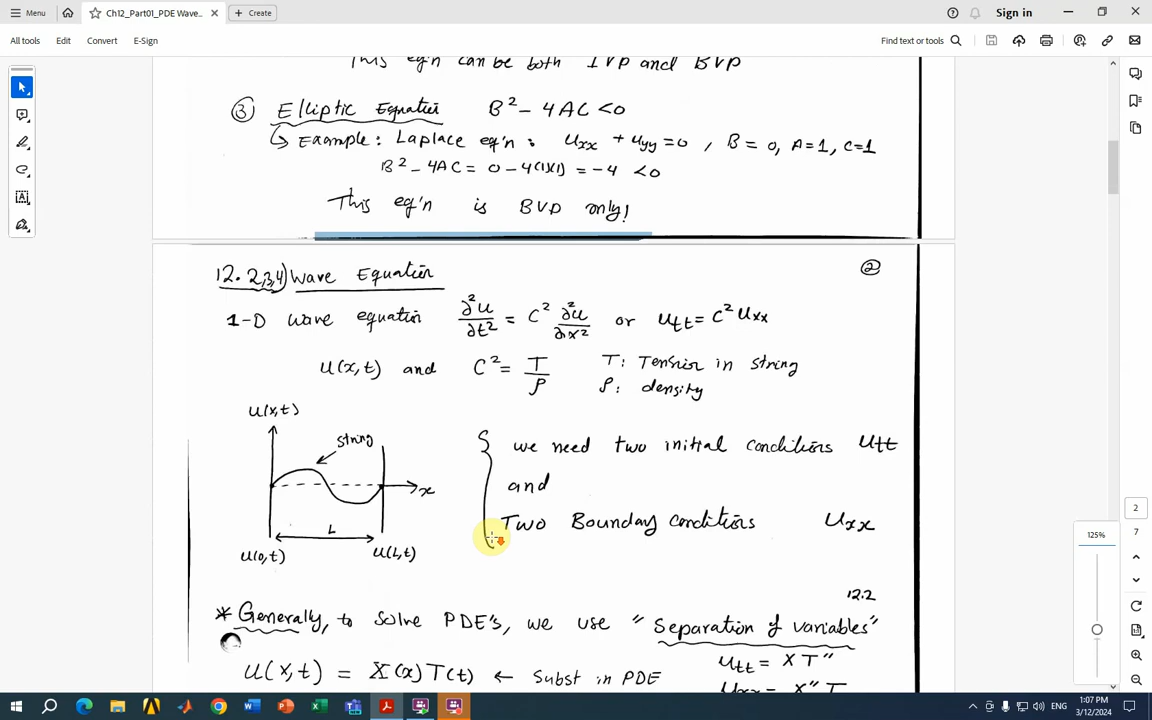 Menu
Ch12_Part01_PDE Wave...
Create
Sign in
All tools
Edit
Convert
E-Sign
Find text or tools
This eq'n can be both IVP and BVP
③ Elliptic Equation B² - 4AC < 0
Example: Laplace eq'n: uxx + uyy = 0, B = 0, A = 1, C = 1
B² - 4AC = 0 - 4(1)(1) = -4 < 0
This eq'n is BVP only!
12.2,3,4) Wave Equation
②
1-D wave equation ∂²u/∂t² = C² ∂²u/∂x² or utt = C² uxx
u(x,t) and C² = T/ρ T: Tension in string
ρ: density
u(x,t)
string
x
L
u(0,t)
u(L,t)
we need two initial conditions utt
and
Two Boundary conditions uxx
12.2
* Generally, to solve PDE's, we use "Separation of variables"
utt = X T''
u(x,t) = X(x)T(t) ← Subst in PDE
uxx = X'' T
2
7
125%
ENG
1:07 PM
3/12/2024